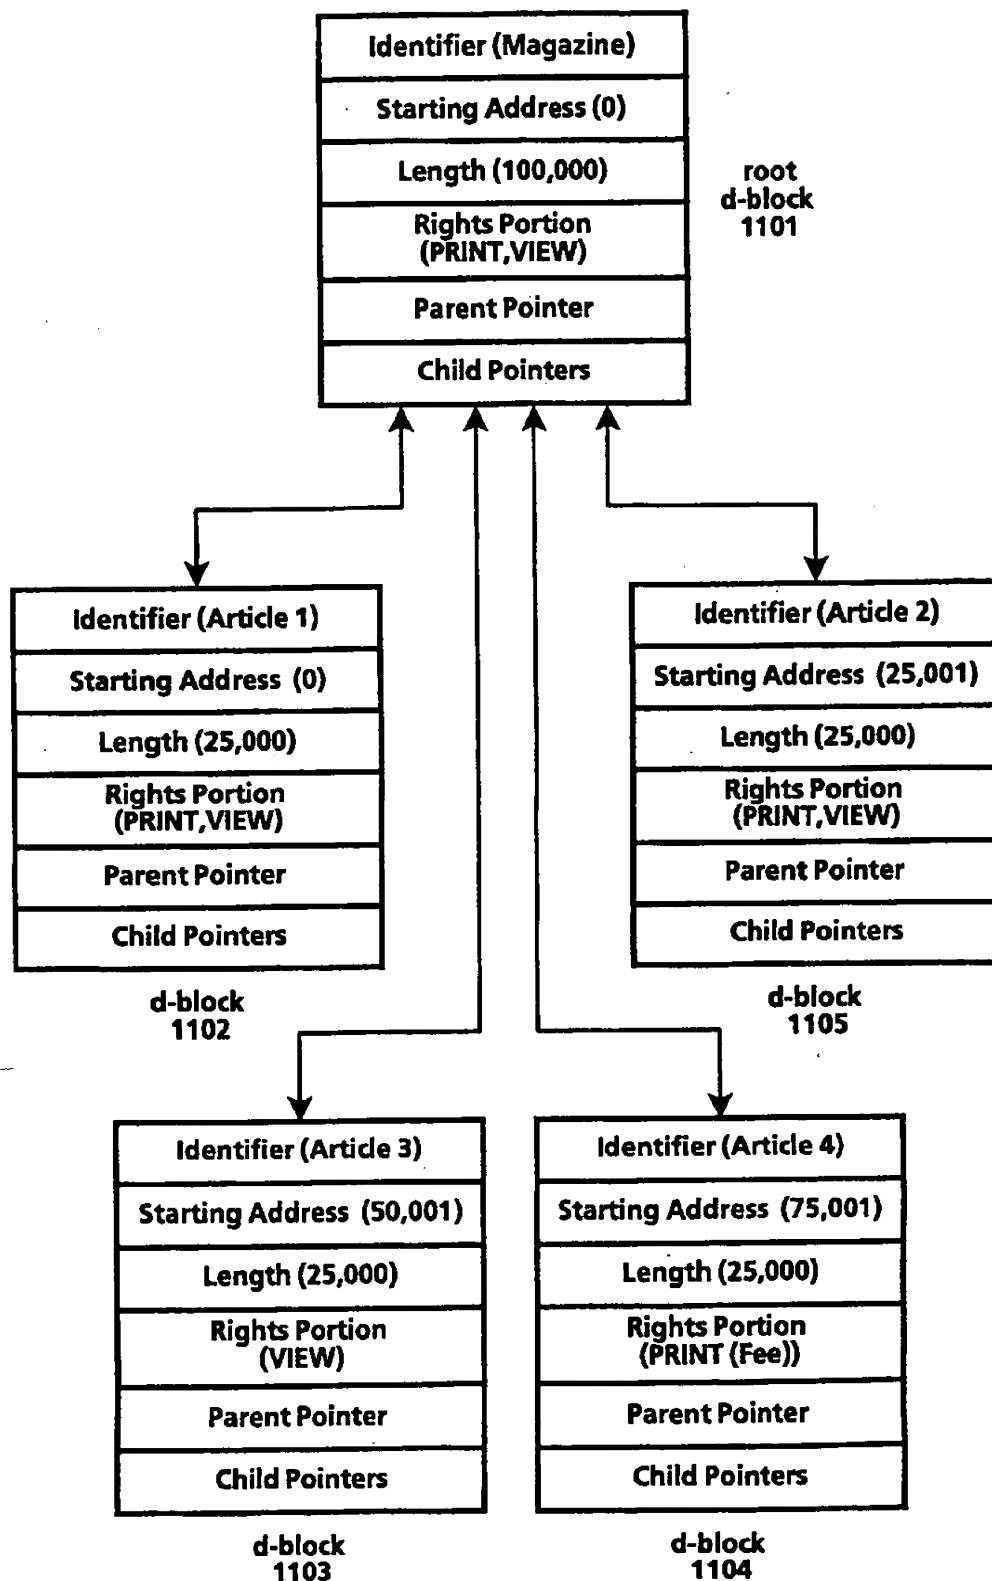 Identifier (Magazine)
Starting Address (0)
Length (100,000)
Rights Portion
(PRINT,VIEW)
Parent Pointer
Child Pointers
root
d-block
1101
Identifier (Article 1)
Starting Address (0)
Length (25,000)
Rights Portion
(PRINT,VIEW)
Parent Pointer
Child Pointers
d-block
1102
Identifier (Article 2)
Starting Address (25,001)
Length (25,000)
Rights Portion
(PRINT,VIEW)
Parent Pointer
Child Pointers
d-block
1105
Identifier (Article 3)
Starting Address (50,001)
Length (25,000)
Rights Portion
(VIEW)
Parent Pointer
Child Pointers
d-block
1103
Identifier (Article 4)
Starting Address (75,001)
Length (25,000)
Rights Portion
(PRINT (Fee))
Parent Pointer
Child Pointers
d-block
1104